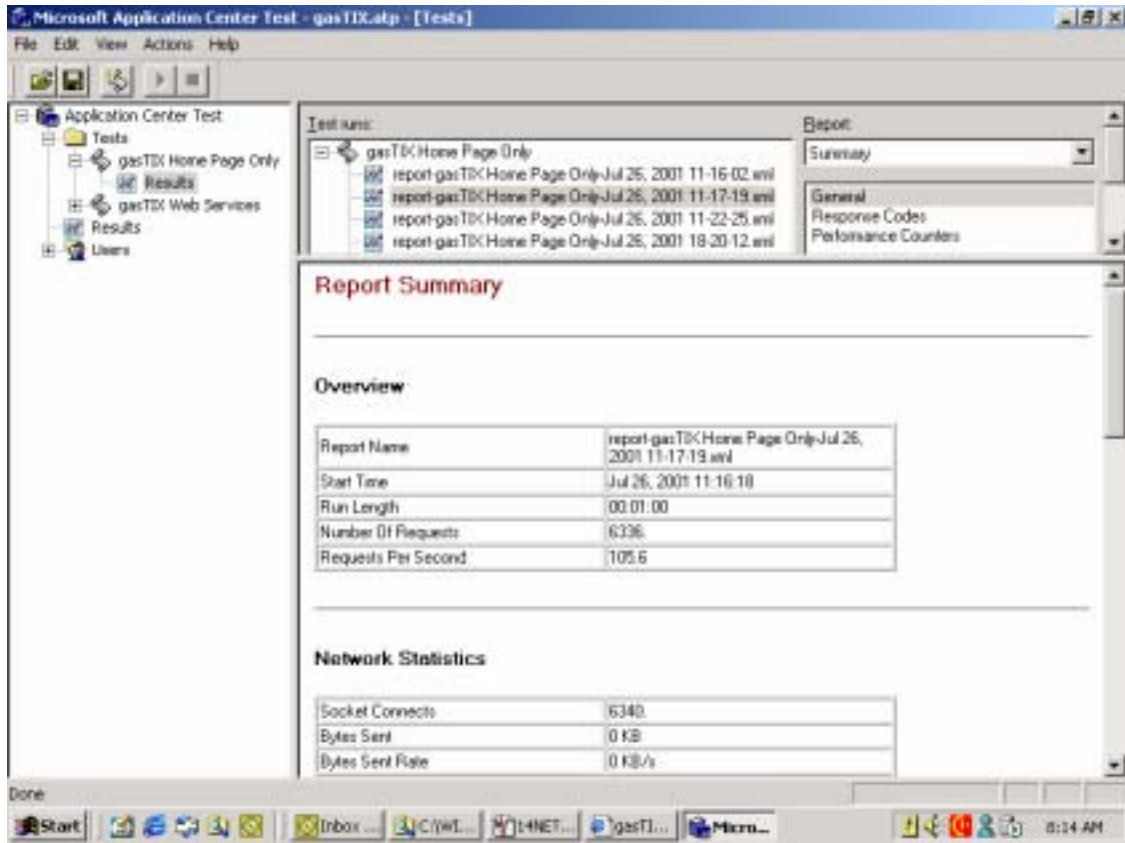 Microsoft Application Center Test - gasTIX.atp - [Tests]
File Edit View Actions Help
Application Center Test
Tests
gasTIX Home Page Only
Results
gasTIX Web Services
Results
Users
Test runs:
gasTIX Home Page Only
report-gasTIX Home Page Only-Jul 26, 2001 11-16-02.xml
report-gasTIX Home Page Only-Jul 26, 2001 11-17-19.xml
report-gasTIX Home Page Only-Jul 26, 2001 11-22-25.xml
report-gasTIX Home Page Only-Jul 26, 2001 18-20-12.xml
Report:
Summary
General
Response Codes
Performance Counters
Report Summary
Overview
Report Name report-gasTIX Home Page Only-Jul 26, 2001 11-17-19.xml
Start Time Jul 26, 2001 11:16:18
Run Length 00:01:00
Number Of Requests 6336.
Requests Per Second 105.6
Network Statistics
Socket Connects 6340.
Bytes Sent 0 KB
Bytes Sent Rate 0 KB/s
Done
Start Inbox ... C:\WI... 14NET... gasTI... Micro... 8:14 AM